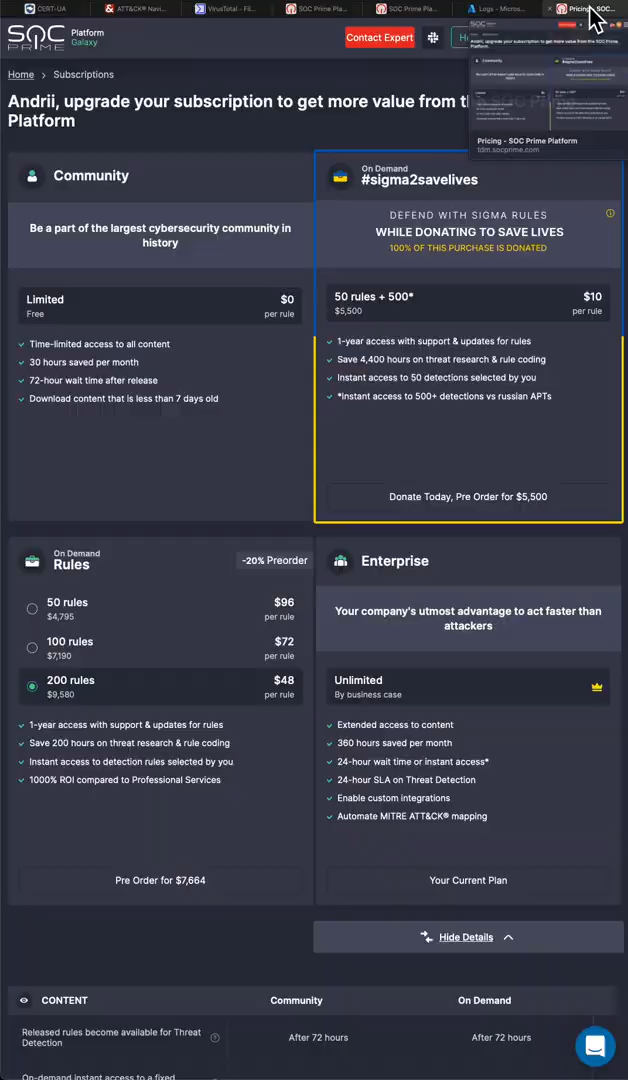 CERT-UA
ATT&CK® Navi...
VirusTotal - Fil...
SOC Prime Pla...
SOC Prime Pla...
Logs - Micros...
Pricing - SOC...
SOC PRIME
Platform
Galaxy
Contact Expert
Pricing - SOC Prime Platform
tdm.socprime.com
Home > Subscriptions
Andrii, upgrade your subscription to get more value from the SOC Prime
Platform
Community
Be a part of the largest cybersecurity community in
history
Limited
$0
Free
per rule
Time-limited access to all content
30 hours saved per month
72-hour wait time after release
Download content that is less than 7 days old
On Demand
#sigma2savelives
DEFEND WITH SIGMA RULES
WHILE DONATING TO SAVE LIVES
100% OF THIS PURCHASE IS DONATED
50 rules + 500*
$10
$5,500
per rule
1-year access with support & updates for rules
Save 4,400 hours on threat research & rule coding
Instant access to 50 detections selected by you
*Instant access to 500+ detections vs russian APTs
Donate Today, Pre Order for $5,500
On Demand
Rules
-20% Preorder
50 rules
$96
$4,795
per rule
100 rules
$72
$7,190
per rule
200 rules
$48
$9,580
per rule
1-year access with support & updates for rules
Save 200 hours on threat research & rule coding
Instant access to detection rules selected by you
1000% ROI compared to Professional Services
Pre Order for $7,664
Enterprise
Your company's utmost advantage to act faster than
attackers
Unlimited
By business case
Extended access to content
360 hours saved per month
24-hour wait time or instant access*
24-hour SLA on Threat Detection
Enable custom integrations
Automate MITRE ATT&CK® mapping
Your Current Plan
Hide Details
CONTENT
Community
On Demand
Released rules become available for Threat
Detection
After 72 hours
After 72 hours
On-demand instant access to a fixed